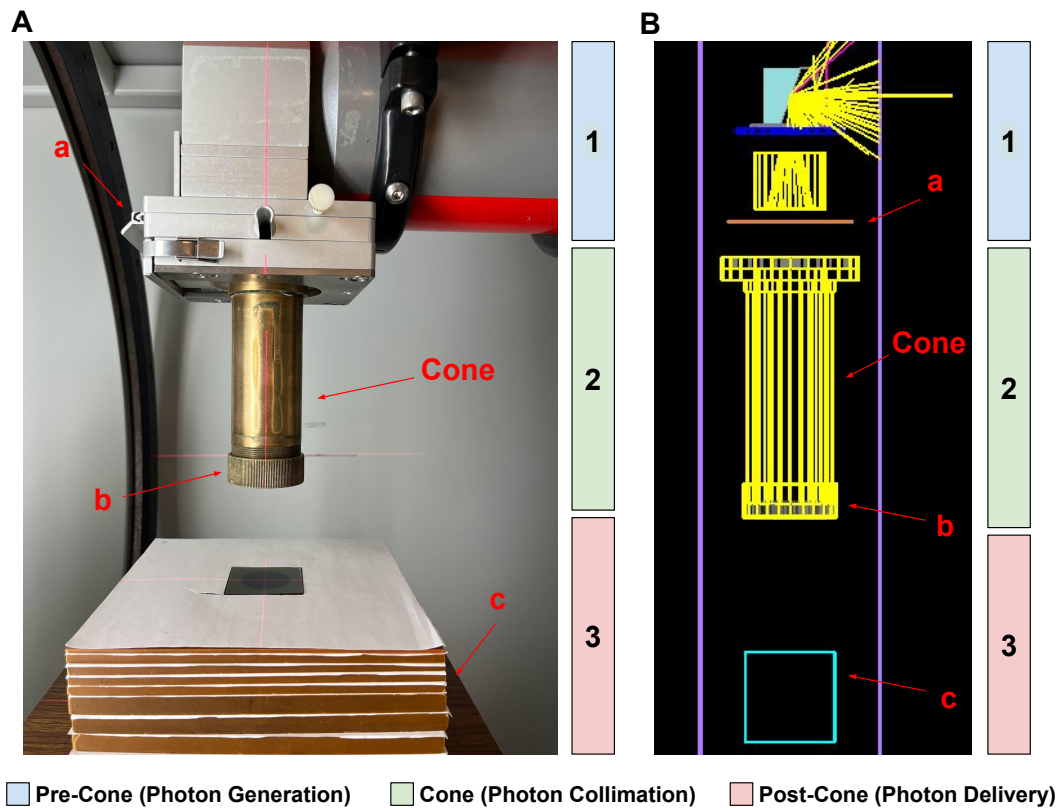 A
B
a
1
1
a
Cone
2
Cone
2
b
b
c
3
3
c
Pre-Cone (Photon Generation)
Cone (Photon Collimation)
Post-Cone (Photon Delivery)